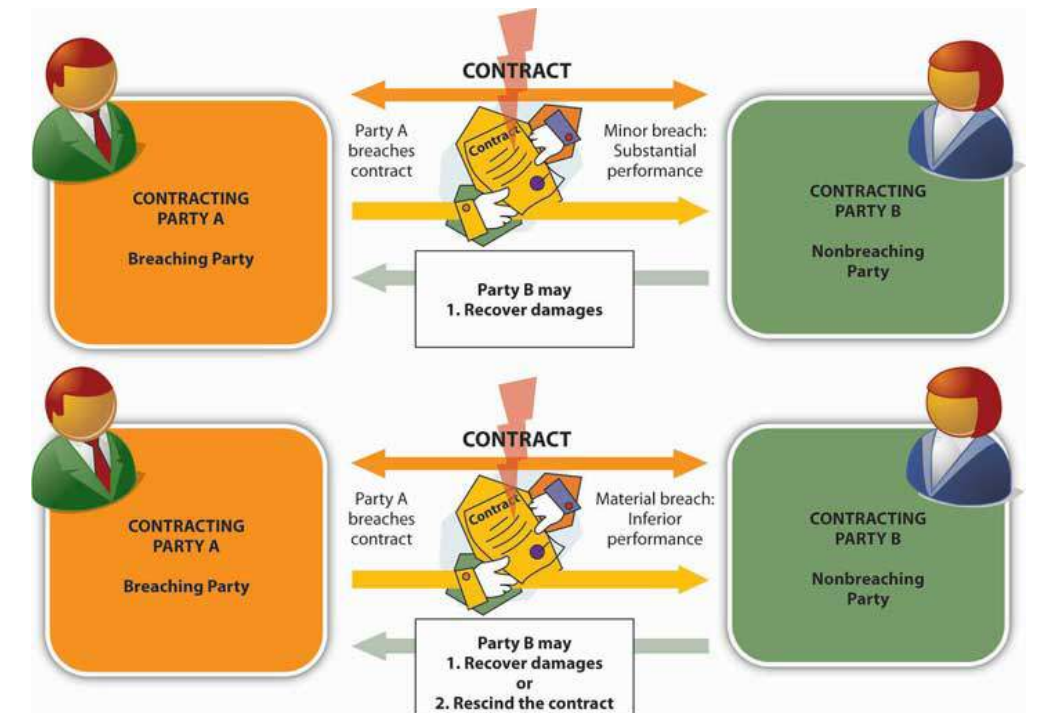 CONTRACT
Party A
breaches
contract
Contract
Minor breach:
Substantial
performance
CONTRACTING
PARTY A
Breaching Party
CONTRACTING
PARTY B
Nonbreaching
Party
Party B may
1. Recover damages
CONTRACT
Party A
breaches
contract
Contract
Material breach:
Inferior
performance
CONTRACTING
PARTY A
Breaching Party
CONTRACTING
PARTY B
Nonbreaching
Party
Party B may
1. Recover damages
or
2. Rescind the contract